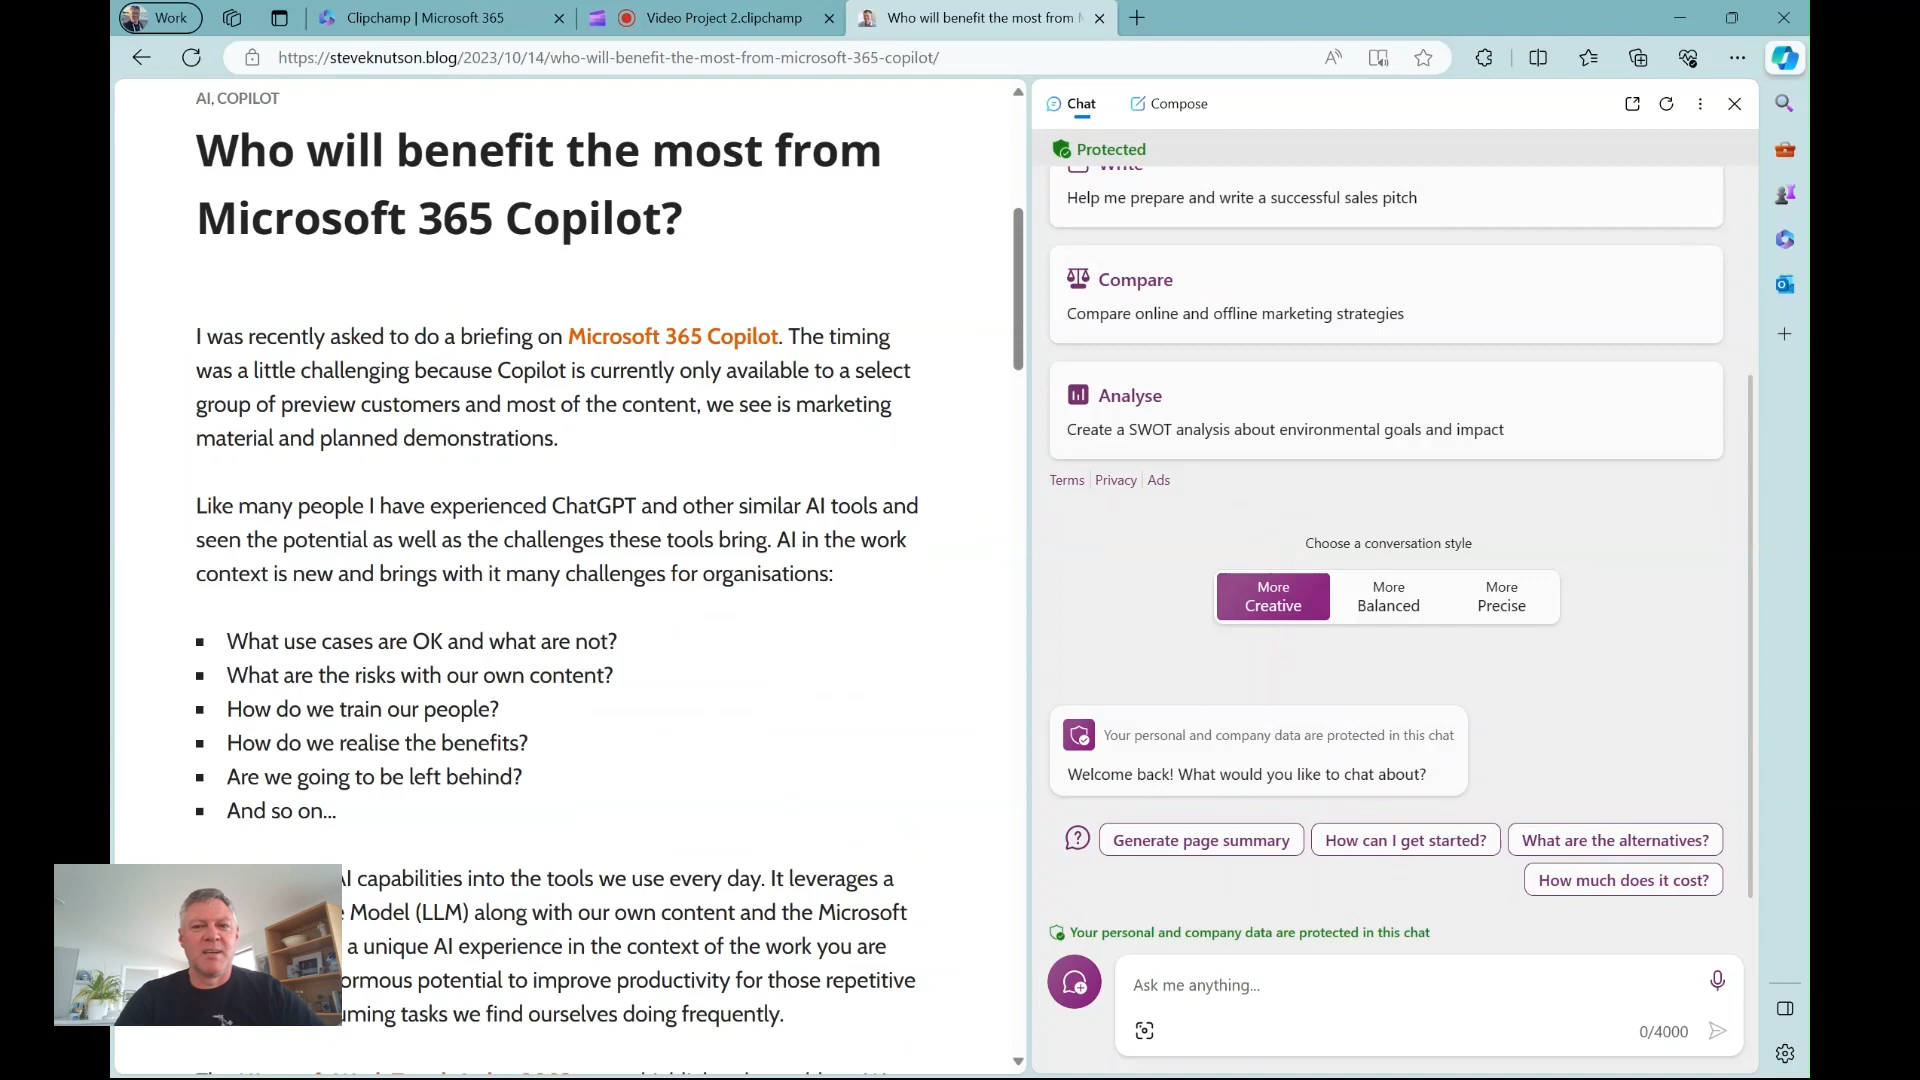 Work
Clipchamp | Microsoft 365
Video Project 2.clipchamp
Who will benefit the most from
https://steveknutson.blog/2023/10/14/who-will-benefit-the-most-from-microsoft-365-copilot/
AI, COPILOT
Who will benefit the most from
Microsoft 365 Copilot?
I was recently asked to do a briefing on Microsoft 365 Copilot. The timing
was a little challenging because Copilot is currently only available to a select
group of preview customers and most of the content, we see is marketing
material and planned demonstrations.
Like many people I have experienced ChatGPT and other similar AI tools and
seen the potential as well as the challenges these tools bring. AI in the work
context is new and brings with it many challenges for organisations:
What use cases are OK and what are not?
What are the risks with our own content?
How do we train our people?
How do we realise the benefits?
Are we going to be left behind?
And so on...
AI capabilities into the tools we use every day. It leverages a
Model (LLM) along with our own content and the Microsoft
a unique AI experience in the context of the work you are
potential to improve productivity for those repetitive
tasks we find ourselves doing frequently.
Chat
Compose
Protected
Write
Help me prepare and write a successful sales pitch
Compare
Compare online and offline marketing strategies
Analyse
Create a SWOT analysis about environmental goals and impact
Terms | Privacy | Ads
Choose a conversation style
More Creative
More Balanced
More Precise
Your personal and company data are protected in this chat
Welcome back! What would you like to chat about?
Generate page summary
How can I get started?
What are the alternatives?
How much does it cost?
Your personal and company data are protected in this chat
Ask me anything...
0/4000